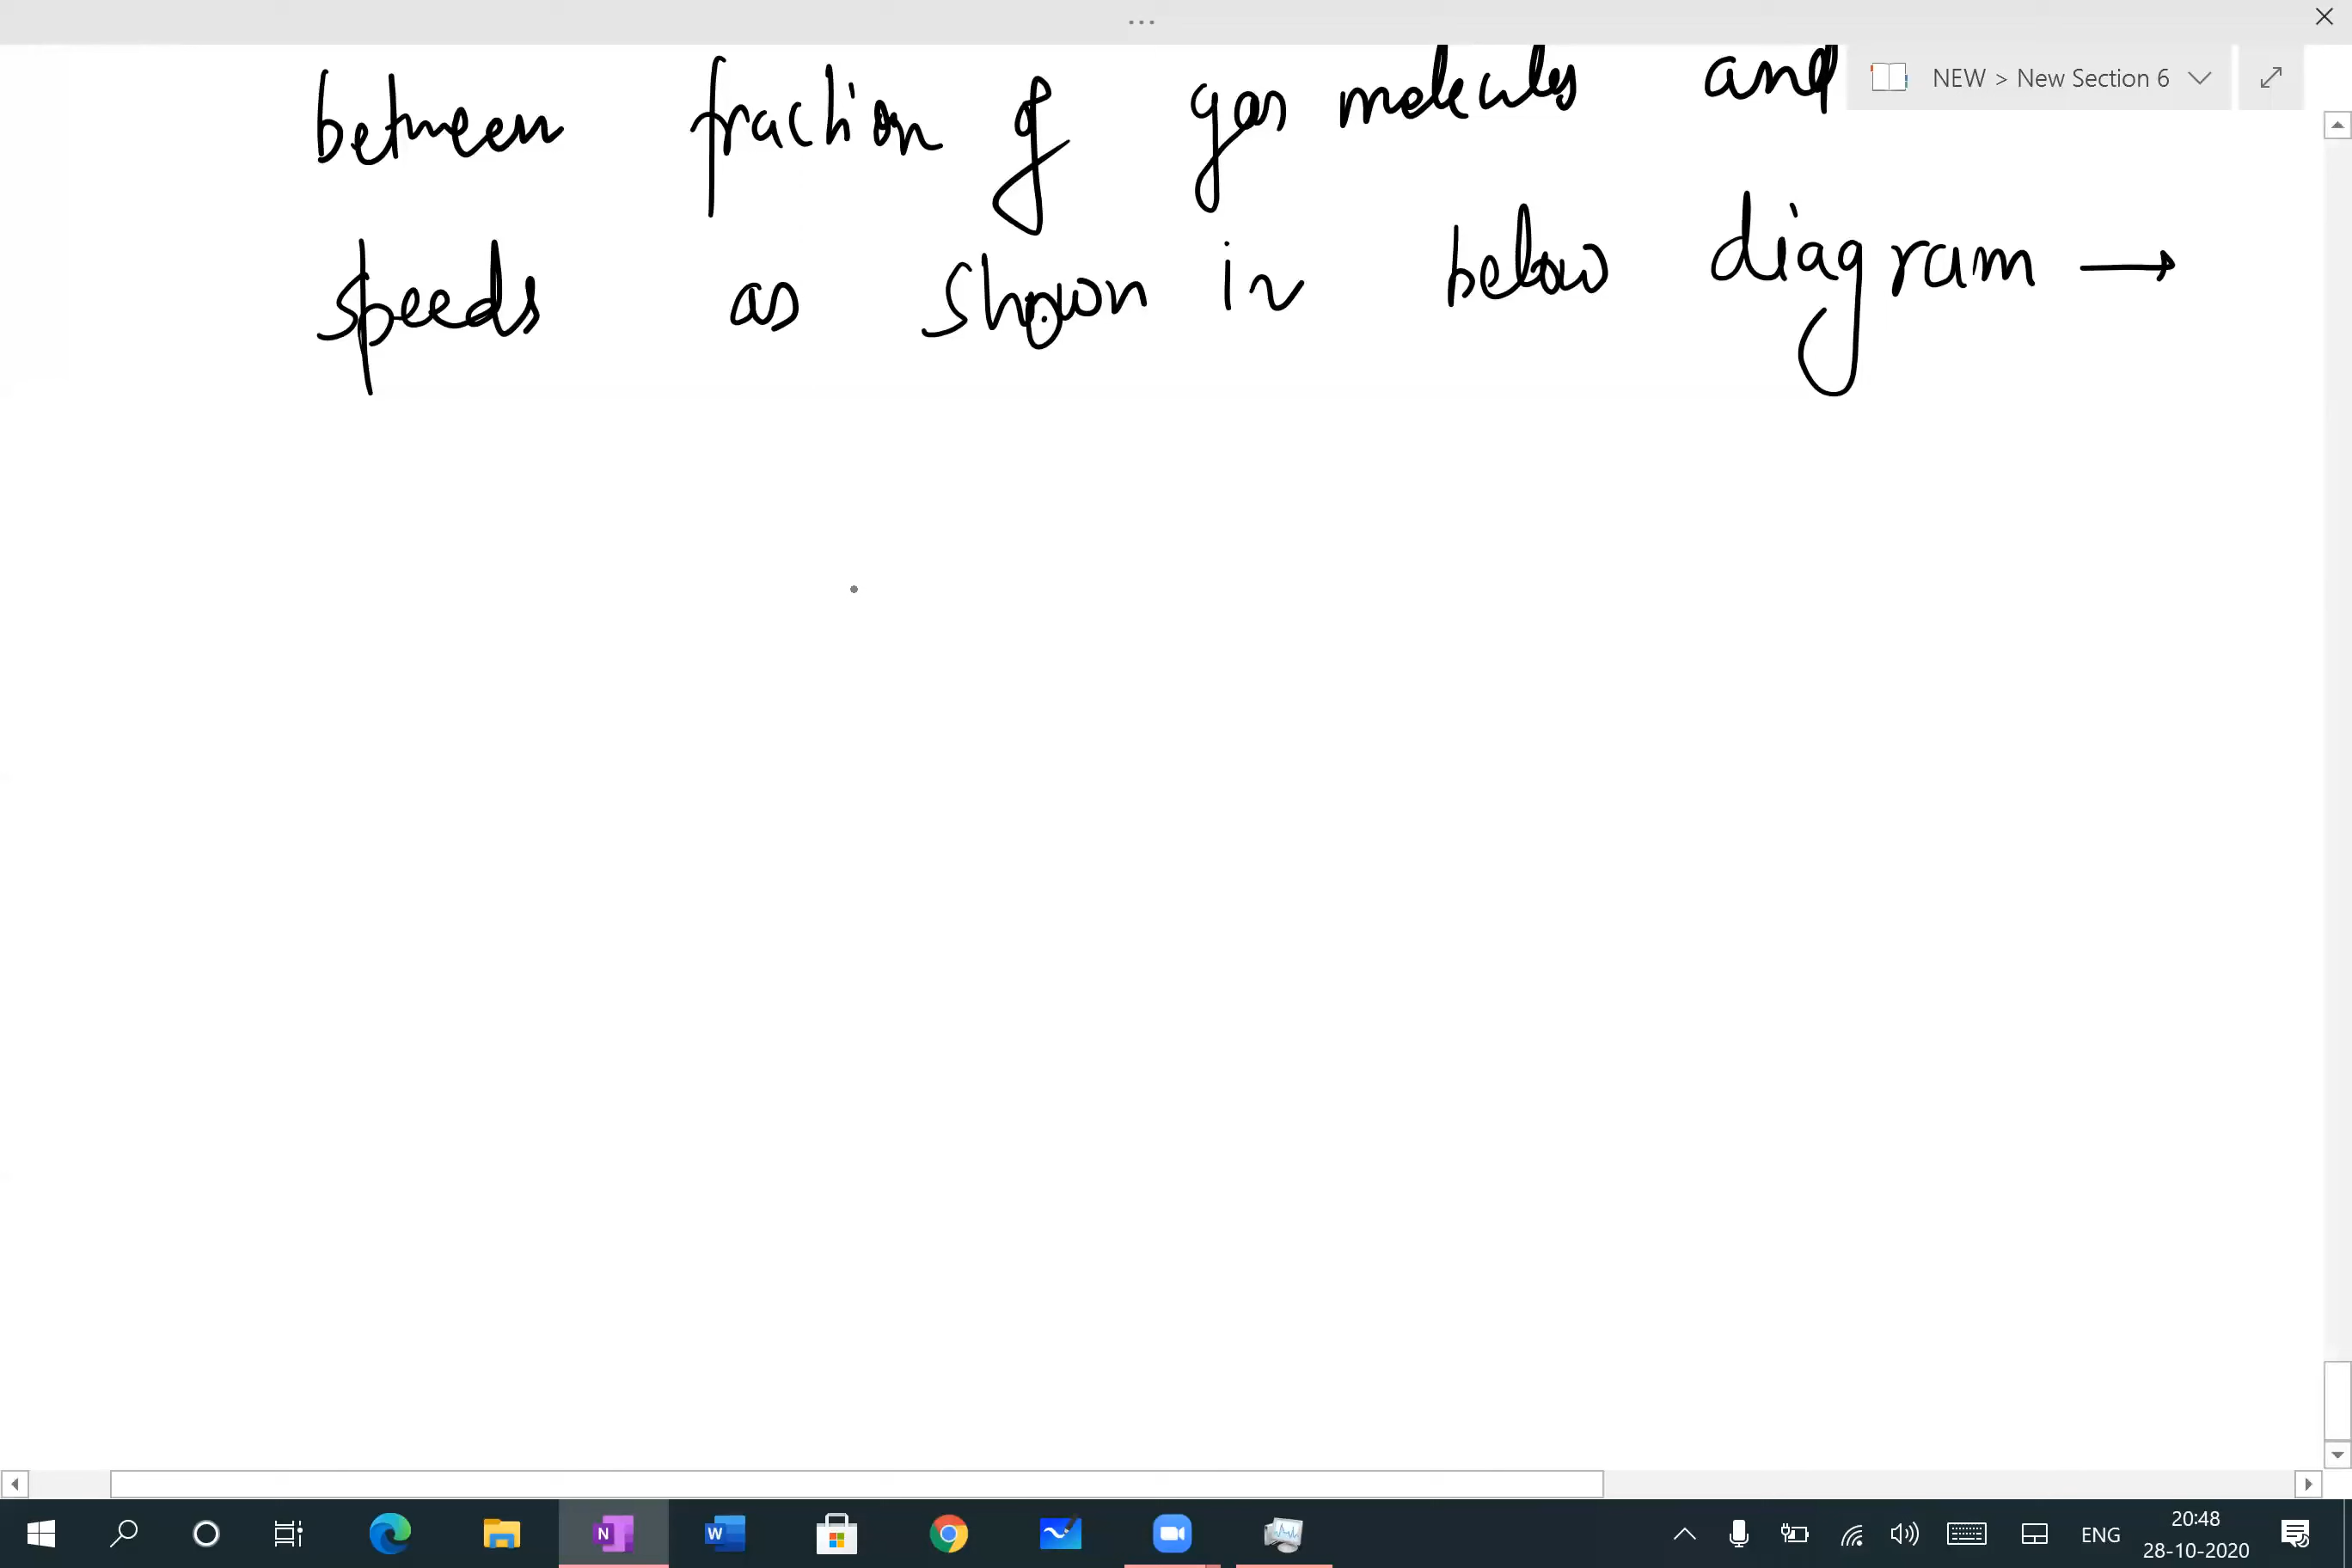 ...
between fraction of gas molecules and
NEW > New Section 6
speeds as shown in below diagram →
ENG
20:48
28-10-2020